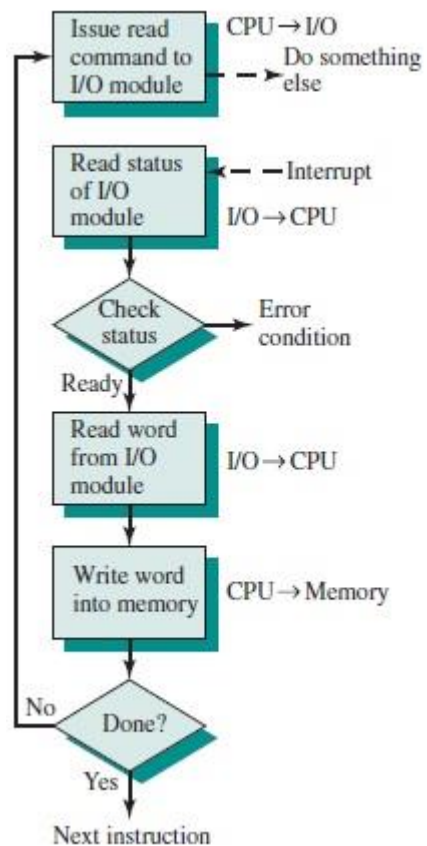 Issue read
command to
I/O module
CPU → I/O
Do something
else
Read status
of I/O
module
Interrupt
I/O → CPU
Check
status
Error
condition
Ready
Read word
from I/O
module
I/O → CPU
Write word
into memory
CPU → Memory
No
Done?
Yes
Next instruction